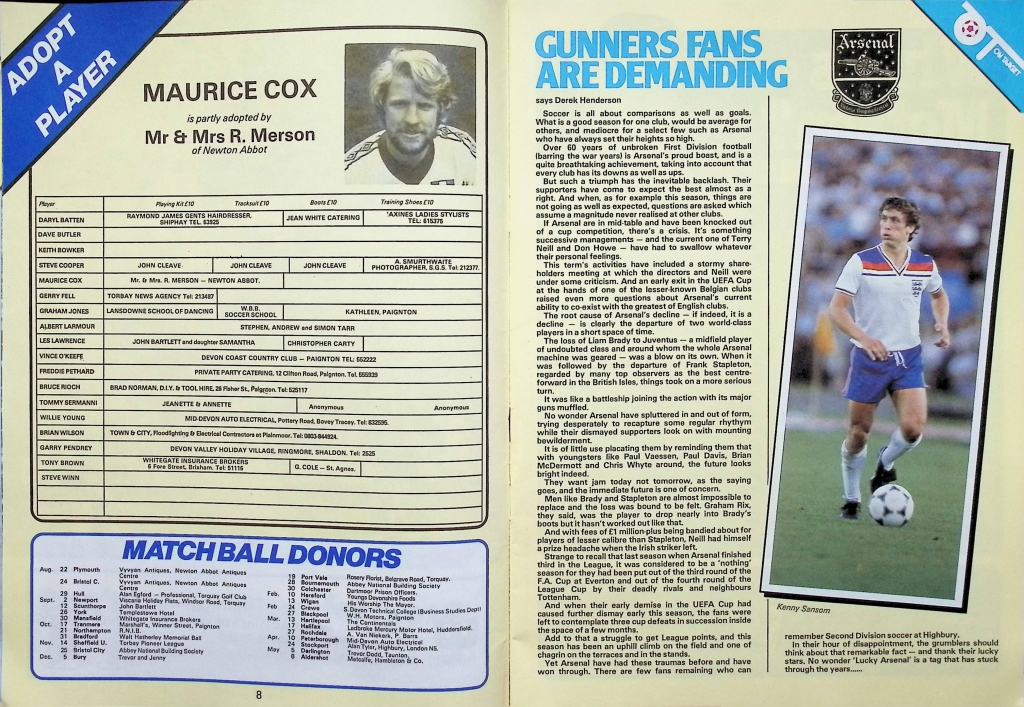 ADOPT
A
PLAYER
MAURICE COX
is partly adopted by
Mr & Mrs R. Merson
of Newton Abbot
Player Playing Kit £10 Tracksuit £10 Boots £10 Training Shoes £10
DARYL BATTEN RAYMOND JAMES GENTS HAIRDRESSER, SHIPHAY TEL. 63925 JEAN WHITE CATERING 'AXINES LADIES STYLISTS TEL: 615375
DAVE BUTLER
KEITH BOWKER
STEVE COOPER JOHN CLEAVE JOHN CLEAVE JOHN CLEAVE A. SMURTHWAITE PHOTOGRAPHER, S.G.S. Tel: 212377.
MAURICE COX Mr. & Mrs. R. MERSON — NEWTON ABBOT.
GERRY FELL TORBAY NEWS AGENCY Tel: 213487
GRAHAM JONES LANSDOWNE SCHOOL OF DANCING W.B.B. SOCCER SCHOOL KATHLEEN, PAIGNTON
ALBERT LARMOUR STEPHEN, ANDREW and SIMON TARR
LES LAWRENCE JOHN BARTLETT and daughter SAMANTHA CHRISTOPHER CARTY
VINCE O'KEEFE DEVON COAST COUNTRY CLUB — PAIGNTON TEL: 552222
FREDDIE PETHARD PRIVATE PARTY CATERING, 12 Clifton Road, Paignton. Tel. 555939
BRUCE RIOCH BRAD NORMAN, D.I.Y. & TOOL HIRE, 26 Fisher St., Paignton. Tel: 525117
TOMMY SERMANNI JEANETTE & ANNETTE Anonymous Anonymous
WILLIE YOUNG MID-DEVON AUTO ELECTRICAL, Pottery Road, Bovey Tracey. Tel: 832595.
BRIAN WILSON TOWN & CITY, Floodlighting & Electrical Contractors at Plainmoor. Tel: 0803-844924.
GARRY PENDREY DEVON VALLEY HOLIDAY VILLAGE, RINGMORE, SHALDON. Tel: 2525
TONY BROWN WHITEGATE INSURANCE BROKERS 6 Fore Street, Brixham. Tel: 51116 G. COLE — St. Agnes.
STEVE WINN
MATCH BALL DONORS
Aug. 22 Plymouth Vyvyan Antiques, Newton Abbot Antiques
Centre
24 Bristol C. Vyvyan Antiques, Newton Abbot Antiques
Centre
29 Hull Alan Egford — Professional, Torquay Golf Club
Sept. 2 Newport Viscaria Holiday Flats, Windsor Road, Torquay
12 Scunthorpe John Bartlett
26 York Templestowe Hotel
30 Mansfield Whitegate Insurance Brokers
Oct. 17 Tranmere Marshall's, Winner Street, Paignton
21 Northampton R.N.I.B.
31 Bradford Walt Hatherley Memorial Ball
Nov. 14 Sheffield U. Tarka Pioneer League
25 Bristol City Abbey National Building Society
Dec. 5 Bury Trevor and Jenny
19 Port Vale Rosery Florist, Belgrave Road, Torquay.
28 Bournemouth Abbey National Building Society
30 Colchester Dartmoor Prison Officers.
Feb. 10 Hereford Youngs Devonshire Foods
13 Wigan His Worship The Mayor.
Feb 24 Crewe S.Devon Technical College (Business Studies Dept)
27 Blackpool W.H. Motors, Paignton
Mar. 13 Hartlepool The Continentals
17 Halifax Ladbroke Mercury Motor Hotel, Huddersfield.
27 Rochdale A. Van Niekerk, P. Barrs
Apr. 10 Peterborough Mid-Devon Auto Electrical
24 Stockport Alan Tyler, Highbury, London N5.
May 5 Darlington Trevor Dodd, Taunton.
8 Aldershot Metcalfe, Hambleton & Co.
8
GUNNERS FANS
ARE DEMANDING
says Derek Henderson
Soccer is all about comparisons as well as goals.
What is a good season for one club, would be average for
others, and mediocre for a select few such as Arsenal
who have always set their heights so high.
Over 60 years of unbroken First Division football
(barring the war years) is Arsenal's proud boast, and is a
quite breathtaking achievement, taking into account that
every club has its downs as well as ups.
But such a triumph has the inevitable backlash. Their
supporters have come to expect the best almost as a
right. And when, as for example this season, things are
not going as well as expected, questions are asked which
assume a magnitude never realised at other clubs.
If Arsenal are in mid-table and have been knocked out
of a cup competition, there's a crisis. It's something
successive managements — and the current one of Terry
Neill and Don Howe — have had to swallow whatever
their personal feelings.
This term's activities have included a stormy share-
holders meeting at which the directors and Neill were
under some criticism. And an early exit in the UEFA Cup
at the hands of one of the lesser-known Belgian clubs
raised even more questions about Arsenal's current
ability to co-exist with the greatest of English clubs.
The root cause of Arsenal's decline — if indeed, it is a
decline — is clearly the departure of two world-class
players in a short space of time.
The loss of Liam Brady to Juventus — a midfield player
of undoubted class and around whom the whole Arsenal
machine was geared — was a blow on its own. When it
was followed by the departure of Frank Stapleton,
regarded by many top observers as the best centre-
forward in the British Isles, things took on a more serious
turn.
It was like a battleship joining the action with its major
guns muffled.
No wonder Arsenal have spluttered in and out of form,
trying desperately to recapture some regular rhythm
while their dismayed supporters look on with mounting
bewilderment.
It is of little use placating them by reminding them that
with youngsters like Paul Vaessen, Paul Davis, Brian
McDermott and Chris Whyte around, the future looks
bright indeed.
They want jam today not tomorrow, as the saying
goes, and the immediate future is one of concern.
Men like Brady and Stapleton are almost impossible to
replace and the loss was bound to be felt. Graham Rix,
they said, was the player to drop nearly into Brady's
boots but it hasn't worked out like that.
And with fees of £1 million-plus being bandied about for
players of lesser calibre than Stapleton, Neill had himself
a prize headache when the Irish striker left.
Strange to recall that last season when Arsenal finished
third in the League, it was considered to be a 'nothing'
season for they had been put out of the third round of the
F.A. Cup at Everton and out of the fourth round of the
League Cup by their deadly rivals and neighbours
Tottenham.
And when their early demise in the UEFA Cup had
caused further dismay early this season, the fans were
left to contemplate three cup defeats in succession inside
the space of a few months.
Add to that a struggle to get League points, and this
season has been an uphill climb on the field and one of
chagrin on the terraces and in the stands.
Yet Arsenal have had these traumas before and have
won through. There are few fans remaining who can
Arsenal
OT
ON TARGET
Kenny Sansom
remember Second Division soccer at Highbury.
In their hour of disappointment, the grumblers should
think about that remarkable fact — and thank their lucky
stars. No wonder 'Lucky Arsenal' is a tag that has stuck
through the years......